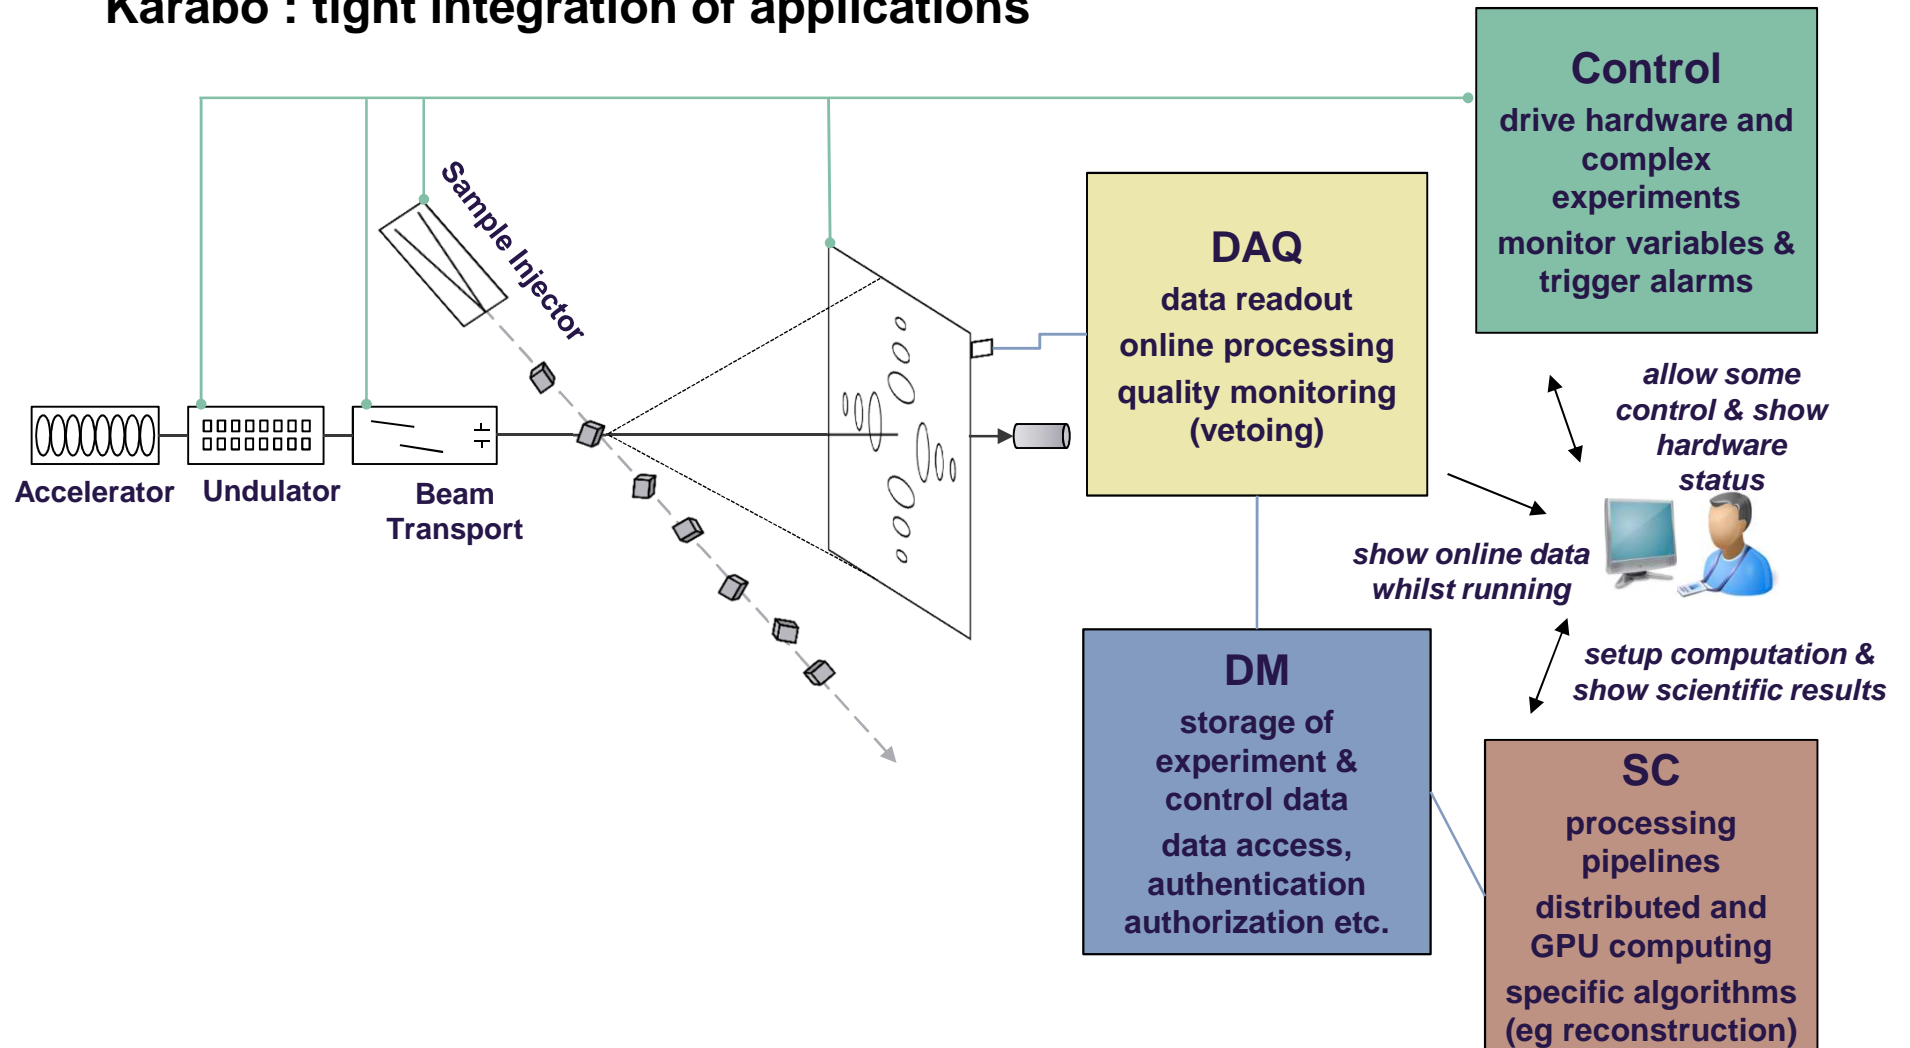 Karabo : tight integration of applications
Control
drive hardware and
complex
experiments
monitor variables &
trigger alarms
Sample Injector
DAQ
data readout
online processing
quality monitoring
(vetoing)
allow some
control & show
hardware
status
Accelerator
Undulator
Beam
Transport
show online data
whilst running
setup computation &
show scientific results
DM
storage of
experiment &
control data
data access,
authentication
authorization etc.
SC
processing
pipelines
distributed and
GPU computing
specific algorithms
(eg reconstruction)